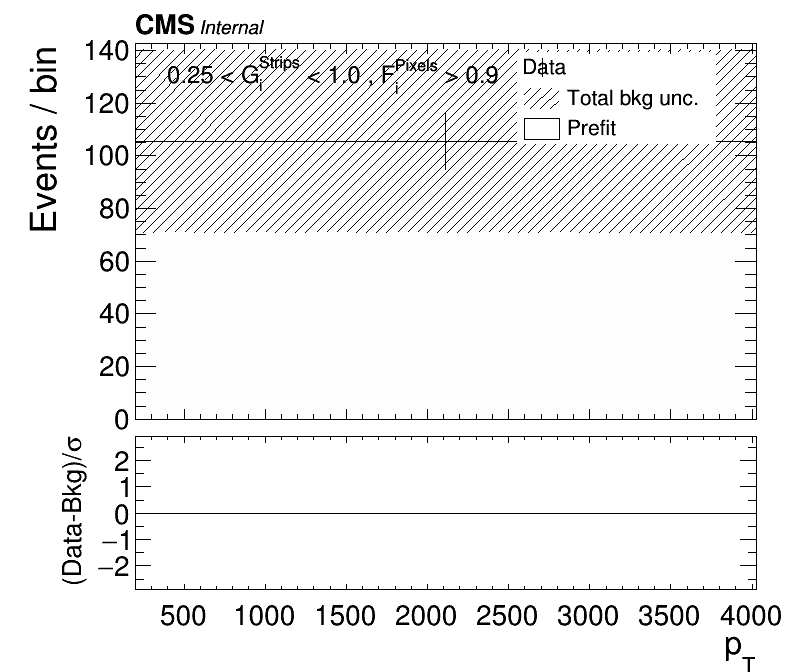 CMS Internal
Events / bin
140
120
100
80
60
40
20
0
0.25 < G_i^Strips < 1.0 , F_i^Pixels > 0.9
Data
Total bkg unc.
Prefit
(Data-Bkg)/σ
2
1
0
−1
−2
500 1000 1500 2000 2500 3000 3500 4000
p_T